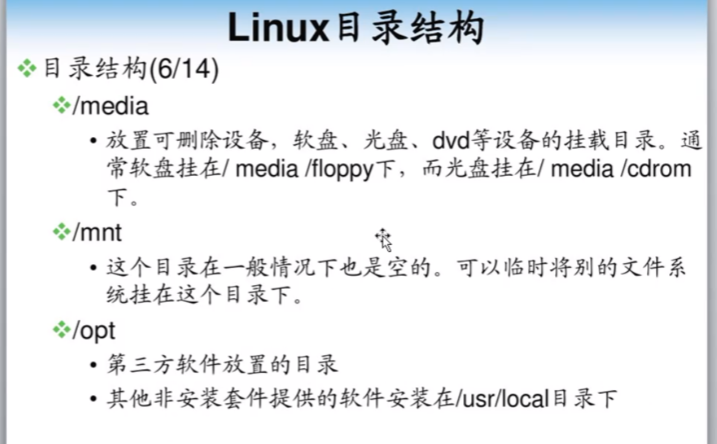 Linux目录结构
❖目录结构(6/14)
❖/media
• 放置可删除设备，软盘、光盘、dvd等设备的挂载目录。通
常软盘挂在/ media /floppy下，而光盘挂在/ media /cdrom
下。
❖/mnt
• 这个目录在一般情况下也是空的。可以临时将别的文件系
统挂在这个目录下。
❖/opt
• 第三方软件放置的目录
• 其他非安装套件提供的软件安装在/usr/local目录下